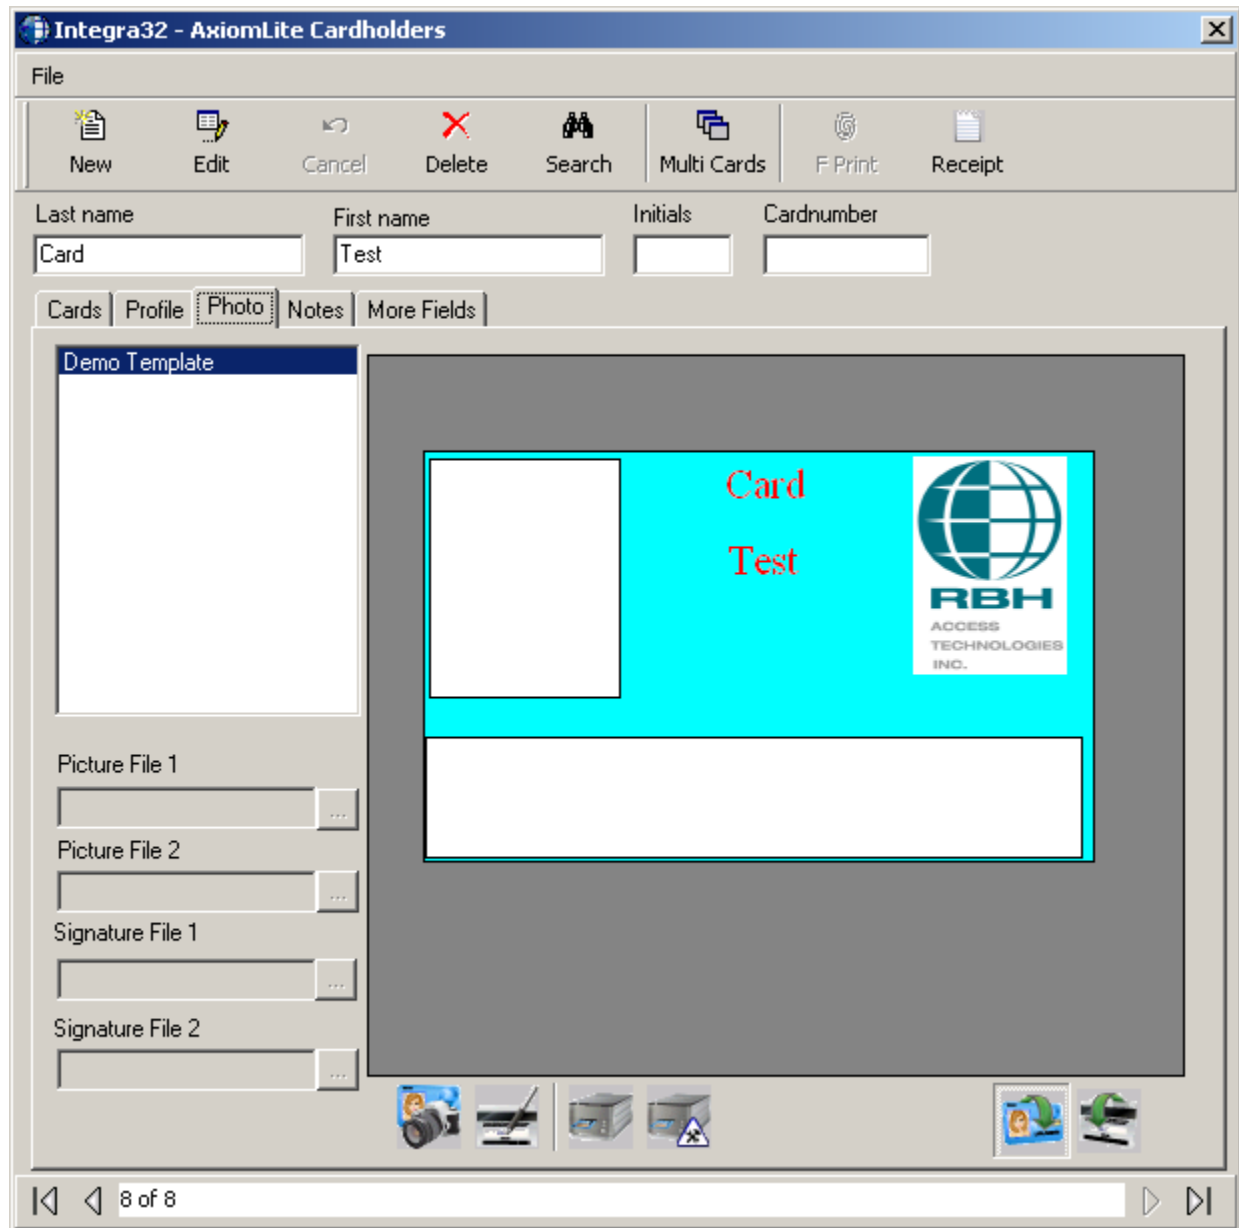 Integra32 - AxiomLite Cardholders
File
New Edit Cancel Delete Search Multi Cards F Print Receipt
Last name First name Initials Cardnumber
Card Test
Cards Profile Photo Notes More Fields
Demo Template
Card
Test
RBH
ACCESS
TECHNOLOGIES
INC.
Picture File 1
...
Picture File 2
...
Signature File 1
...
Signature File 2
...
8 of 8